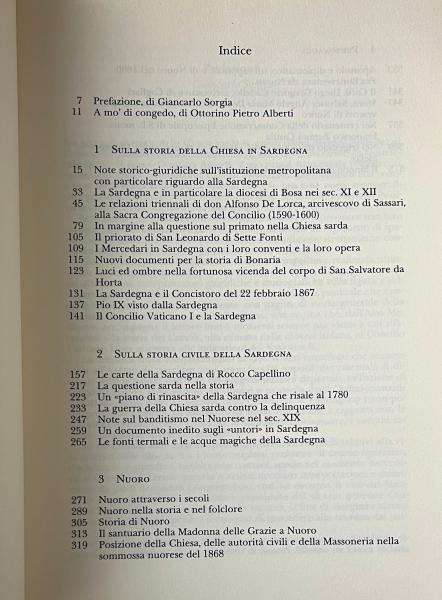 Indice
7 Prefazione, di Giancarlo Sorgia
11 A mo' di congedo, di Ottorino Pietro Alberti
1 SULLA STORIA DELLA CHIESA IN SARDEGNA
15 Note storico-giuridiche sull'istituzione metropolitana
con particolare riguardo alla Sardegna
33 La Sardegna e in particolare la diocesi di Bosa nei sec. XI e XII
45 Le relazioni triennali di don Alfonso De Lorca, arcivescovo di Sassari,
alla Sacra Congregazione del Concilio (1590-1600)
79 In margine alla questione sul primato nella Chiesa sarda
105 Il priorato di San Leonardo di Sette Fonti
109 I Mercedari in Sardegna con i loro conventi e la loro opera
115 Nuovi documenti per la storia di Bonaria
123 Luci ed ombre nella fortunosa vicenda del corpo di San Salvatore da
Horta
131 La Sardegna e il Concistoro del 22 febbraio 1867
137 Pio IX visto dalla Sardegna
141 Il Concilio Vaticano I e la Sardegna
2 SULLA STORIA CIVILE DELLA SARDEGNA
157 Le carte della Sardegna di Rocco Capellino
217 La questione sarda nella storia
223 Un «piano di rinascita» della Sardegna che risale al 1780
233 La guerra della Chiesa sarda contro la delinquenza
247 Note sul banditismo nel Nuorese nel sec. XIX
259 Un documento inedito sugli «untori» in Sardegna
265 Le fonti termali e le acque magiche della Sardegna
3 NUORO
271 Nuoro attraverso i secoli
289 Nuoro nella storia e nel folclore
305 Storia di Nuoro
313 Il santuario della Madonna delle Grazie a Nuoro
319 Posizione della Chiesa, delle autorità civili e della Massoneria nella
sommossa nuorese del 1868